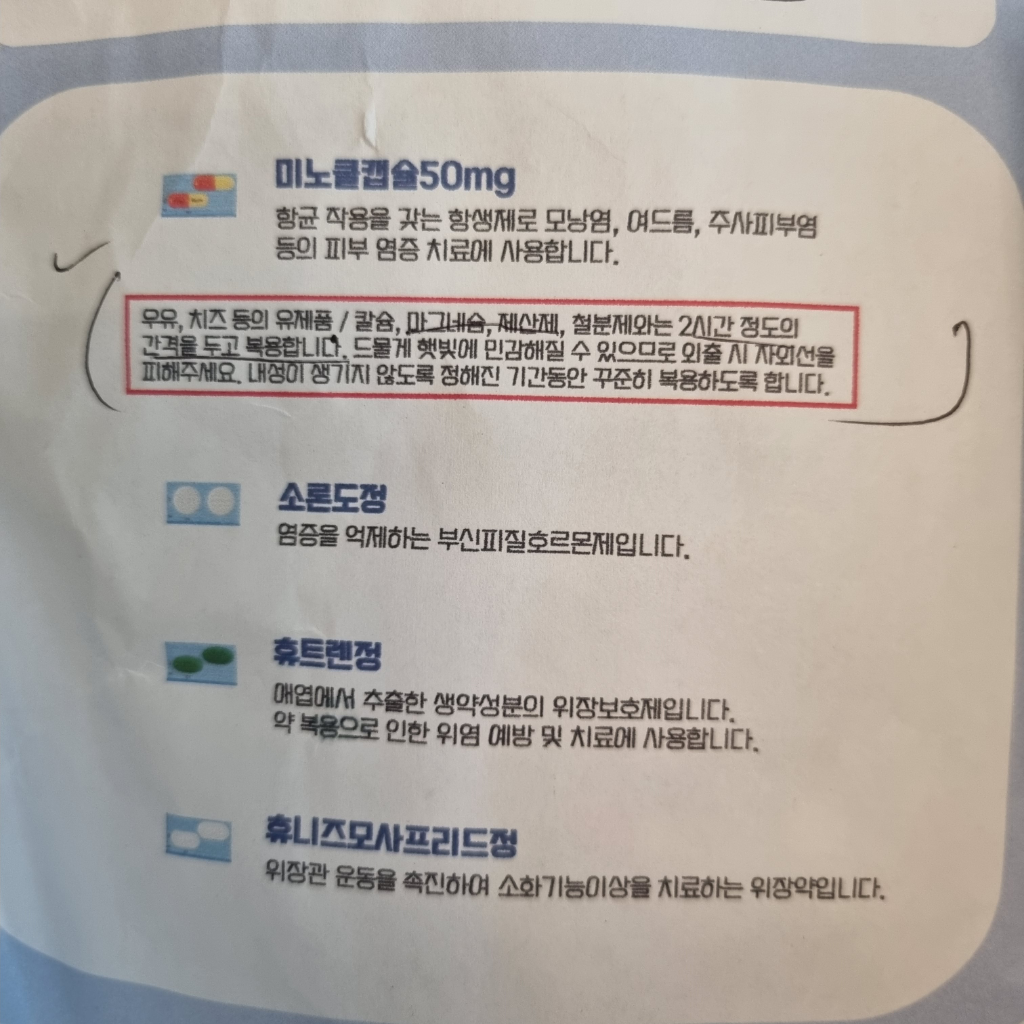 미노클캡슐50mg
항균 작용을 갖는 항생제로 모낭염, 여드름, 주사피부염
등의 피부 염증 치료에 사용합니다.
우유, 치즈 등의 유제품 / 칼슘, 마그네슘, 제산제, 철분제와는 2시간 정도의
간격을 두고 복용합니다. 드물게 햇빛에 민감해질 수 있으므로 외출 시 자외선을
피해주세요. 내성이 생기지 않도록 정해진 기간동안 꾸준히 복용하도록 합니다.
소론도정
염증을 억제하는 부신피질호르몬제입니다.
휴트렌정
애엽에서 추출한 생약성분의 위장보호제입니다.
약 복용으로 인한 위염 예방 및 치료에 사용합니다.
휴니즈모사프리드정
위장관 운동을 촉진하여 소화기능이상을 치료하는 위장약입니다.